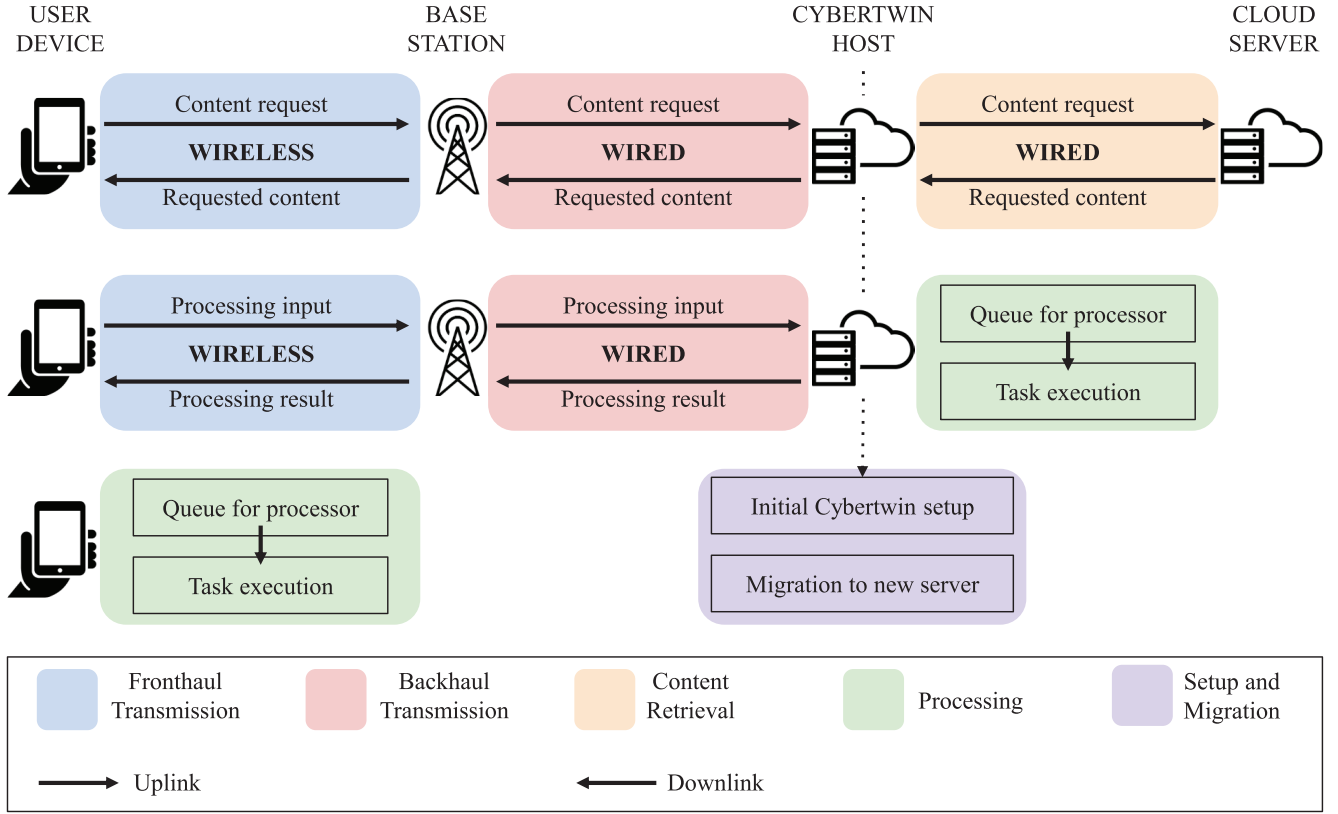 USER
DEVICE
BASE
STATION
CYBERTWIN
HOST
CLOUD
SERVER
Content request
WIRELESS
Requested content
Content request
WIRED
Requested content
Content request
WIRED
Requested content
Processing input
WIRELESS
Processing result
Processing input
WIRED
Processing result
Queue for processor
Task execution
Queue for processor
Task execution
Initial Cybertwin setup
Migration to new server
Fronthaul
Transmission
Backhaul
Transmission
Content
Retrieval
Processing
Setup and
Migration
Uplink
Downlink